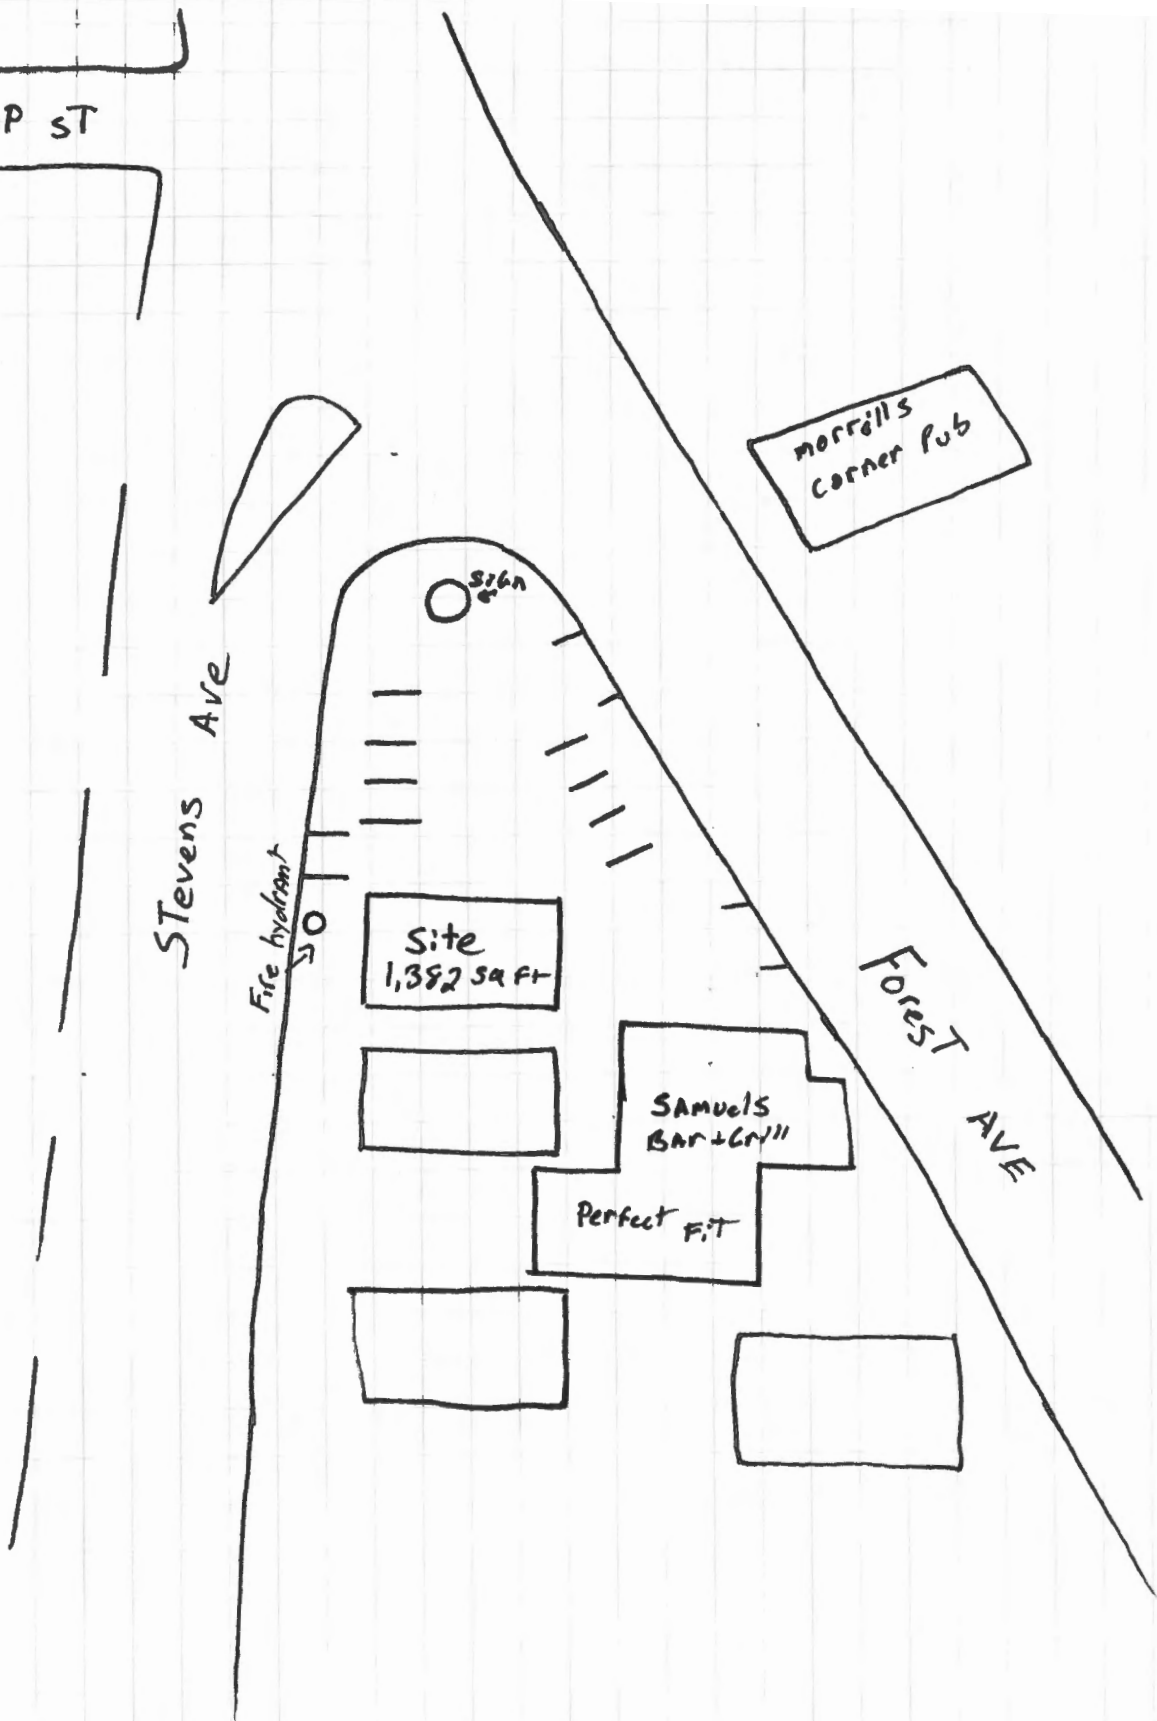 P ST
morrills
corner Pub
sign
Stevens Ave
Fire hydrant
Site
1,382 sq ft
Forest AVE
SAMuels
BAr + Grill
Perfect FiT